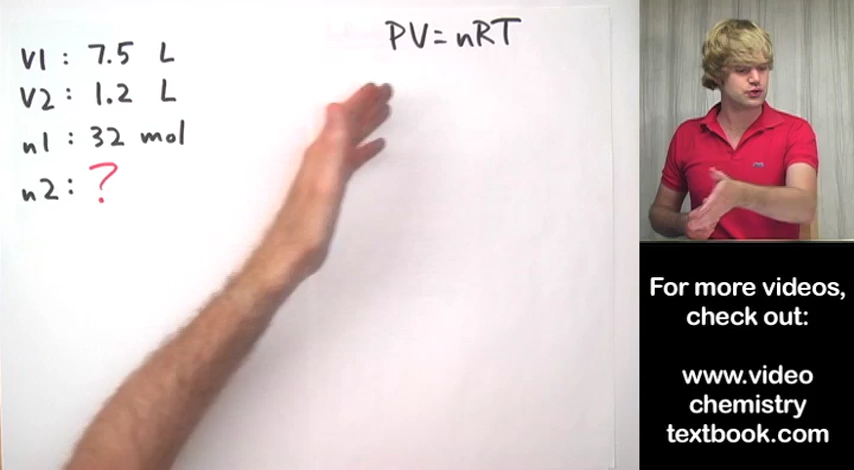 V1 : 7.5 L
V2 : 1.2 L
n1 : 32 mol
n2 : ?
PV = nRT
For more videos,
check out:
www.video
chemistry
textbook.com